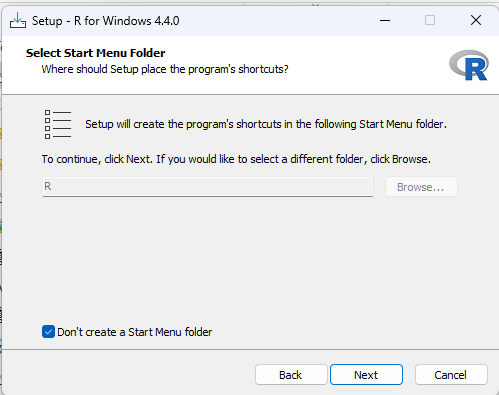 Setup - R for Windows 4.4.0
Select Start Menu Folder
Where should Setup place the program's shortcuts?
R
Setup will create the program's shortcuts in the following Start Menu folder.
To continue, click Next. If you would like to select a different folder, click Browse.
R
Browse...
Don't create a Start Menu folder
Back
Next
Cancel